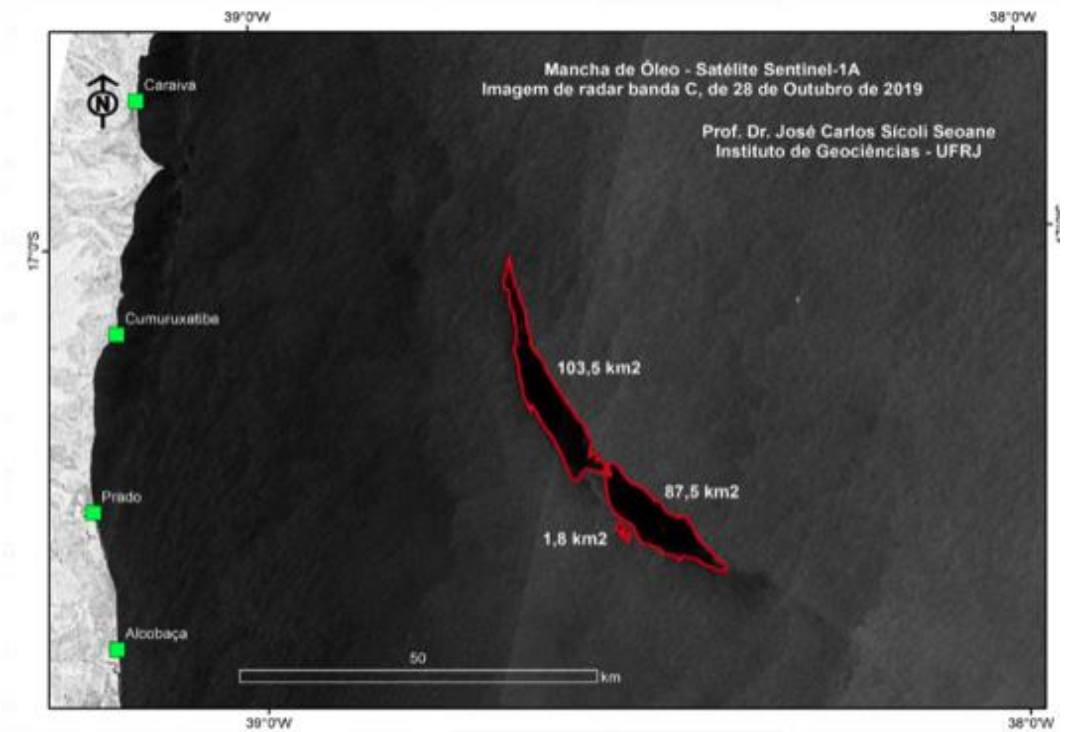 39°0'W
38°0'W
Mancha de Óleo - Satélite Sentinel-1A
Imagem de radar banda C, de 28 de Outubro de 2019
Prof. Dr. José Carlos Sícoli Seoane
Instituto de Geociências - UFRJ
N
Caraiva
17°0'S
Cumuruxatiba
103,5 km2
Prado
87,5 km2
1,8 km2
Alcobaça
50
km
39°0'W
38°0'W